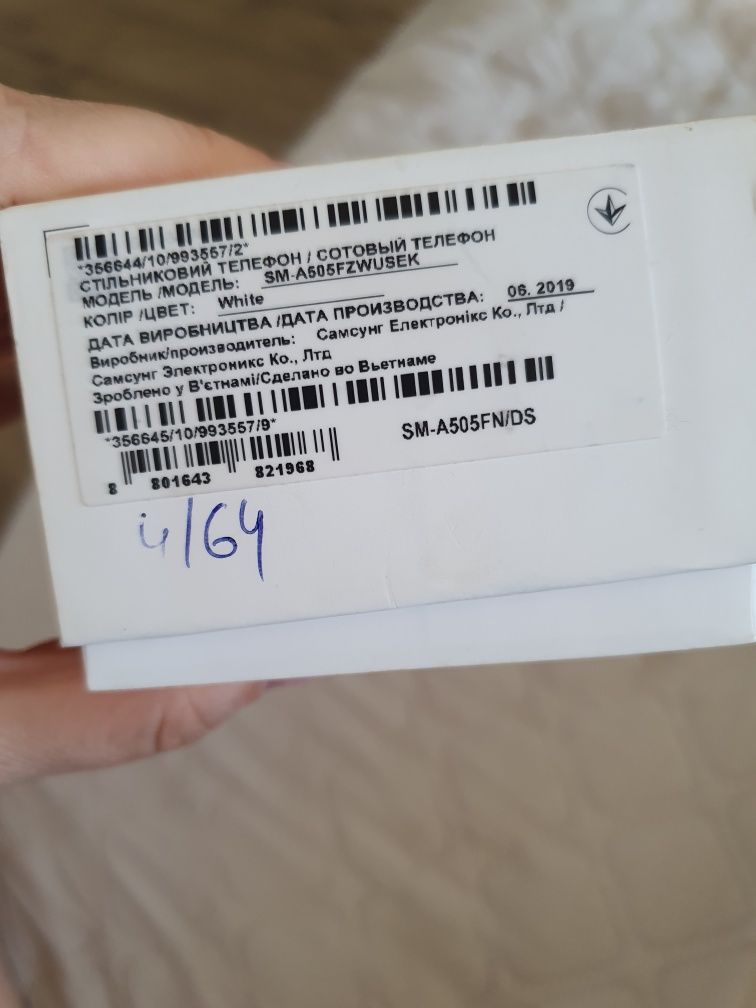 *356644/10/993557/2*
СТІЛЬНИКОВИЙ ТЕЛЕФОН / СОТОВЫЙ ТЕЛЕФОН
МОДЕЛЬ /МОДЕЛЬ: SM-A505FZWUSEK
КОЛІР /ЦВЕТ: White
ДАТА ВИРОБНИЦТВА /ДАТА ПРОИЗВОДСТВА: 06. 2019
Виробник/производитель: Самсунг Електронікс Ко., Лтд /
Самсунг Электроникс Ко., Лтд
Зроблено у В'єтнамі/Сделано во Вьетнаме
*356645/10/993557/9*
SM-A505FN/DS
8 801643 821968
4/64